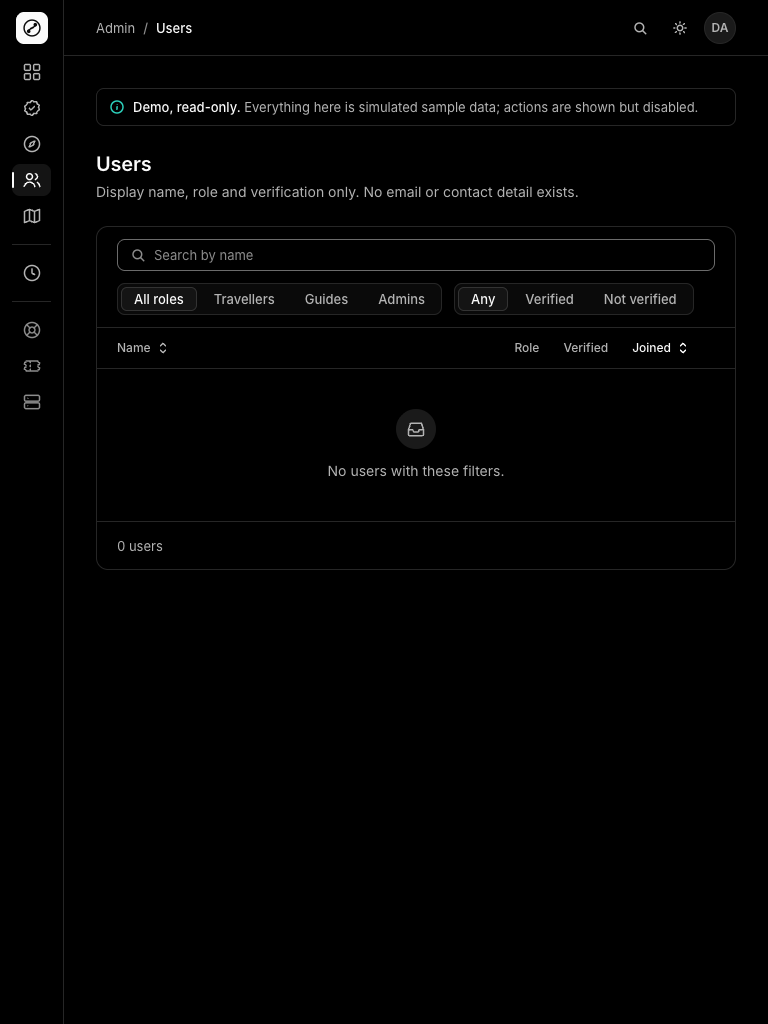 Admin / Users
DA
Demo, read-only. Everything here is simulated sample data; actions are shown but disabled.
Users
Display name, role and verification only. No email or contact detail exists.
Search by name
All roles Travellers Guides Admins Any Verified Not verified
Name Role Verified Joined
No users with these filters.
0 users